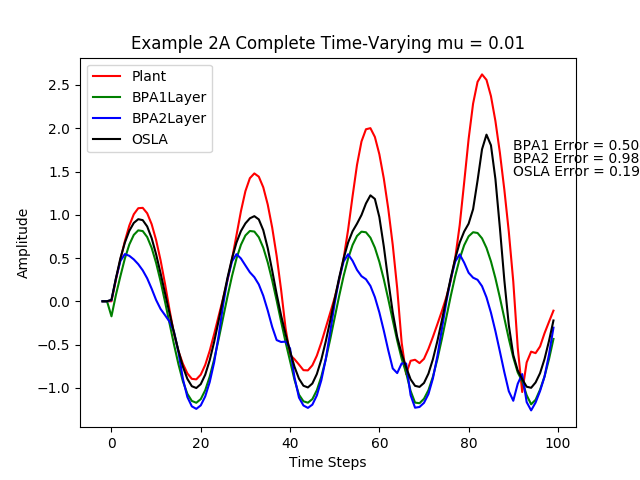 Example 2A Complete Time-Varying mu = 0.01
Plant
BPA1Layer
BPA2Layer
OSLA
BPA1 Error = 0.50
BPA2 Error = 0.98
OSLA Error = 0.19
Amplitude
2.5
2.0
1.5
1.0
0.5
0.0
−0.5
−1.0
0 20 40 60 80 100
Time Steps